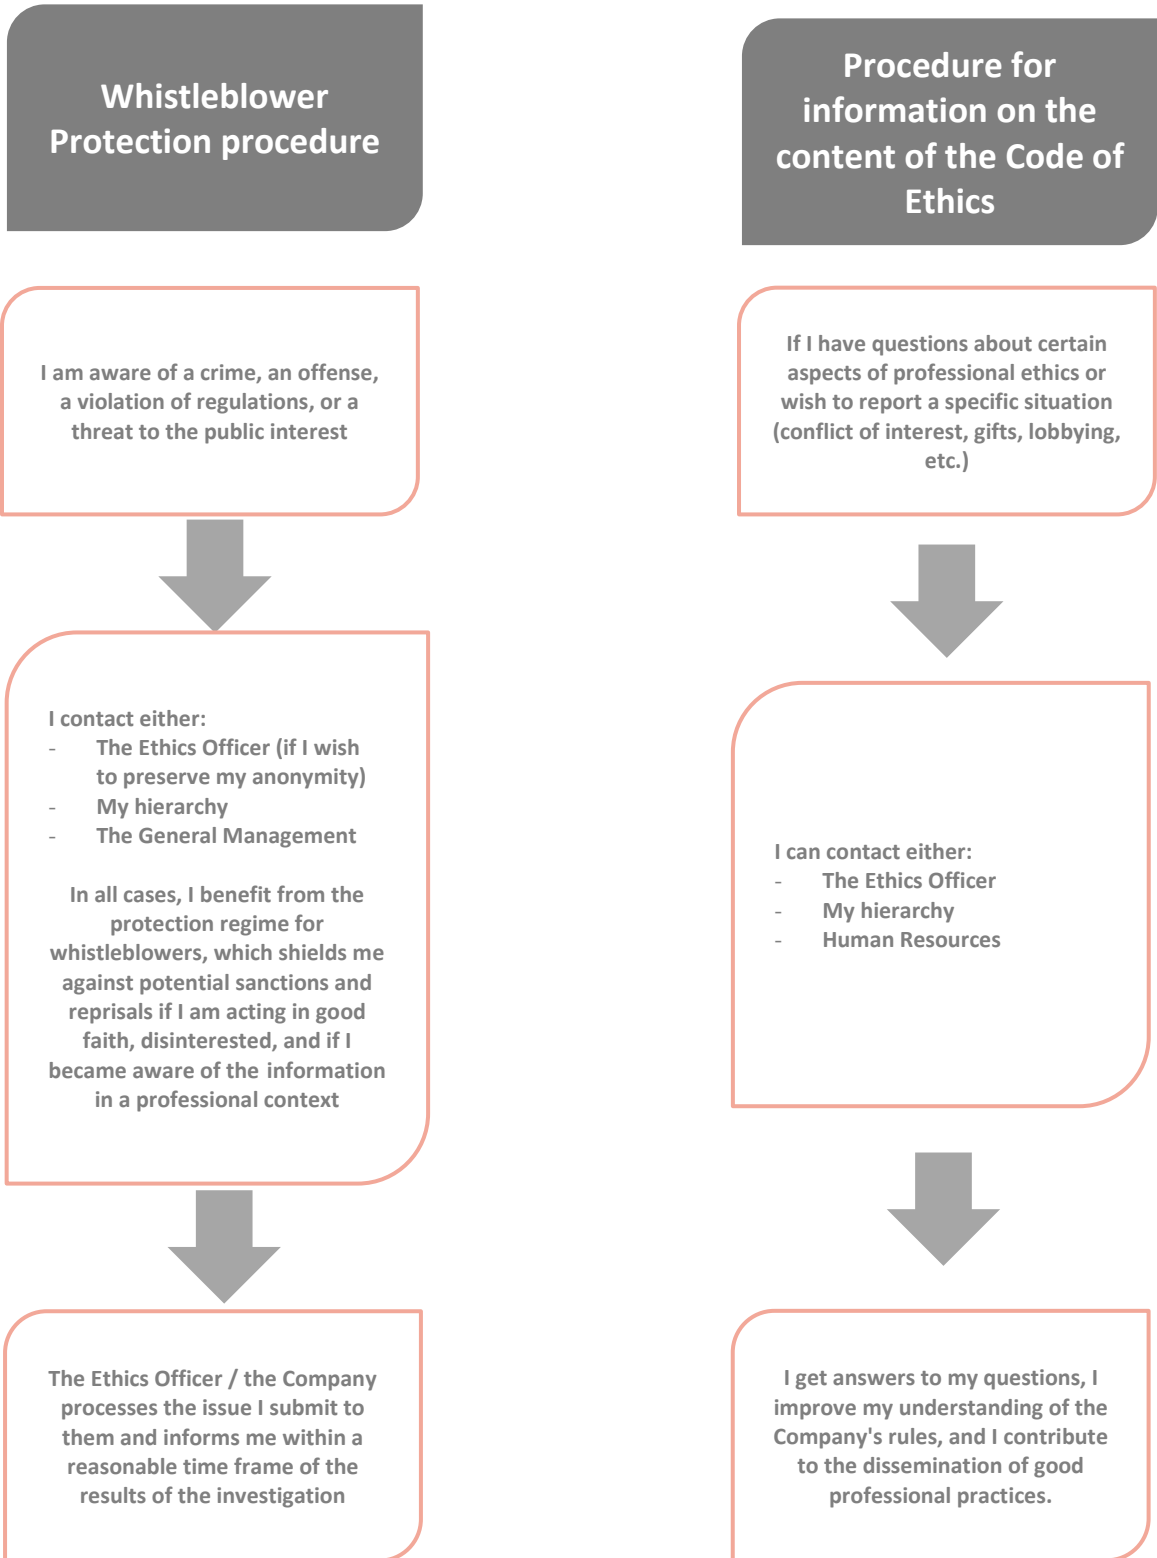 Whistleblower
Protection procedure
I am aware of a crime, an offense,
a violation of regulations, or a
threat to the public interest
I contact either:
- The Ethics Officer (if I wish
to preserve my anonymity)
- My hierarchy
- The General Management
In all cases, I benefit from the
protection regime for
whistleblowers, which shields me
against potential sanctions and
reprisals if I am acting in good
faith, disinterested, and if I
became aware of the information
in a professional context
The Ethics Officer / the Company
processes the issue I submit to
them and informs me within a
reasonable time frame of the
results of the investigation
Procedure for
information on the
content of the Code of
Ethics
If I have questions about certain
aspects of professional ethics or
wish to report a specific situation
(conflict of interest, gifts, lobbying,
etc.)
I can contact either:
- The Ethics Officer
- My hierarchy
- Human Resources
I get answers to my questions, I
improve my understanding of the
Company's rules, and I contribute
to the dissemination of good
professional practices.